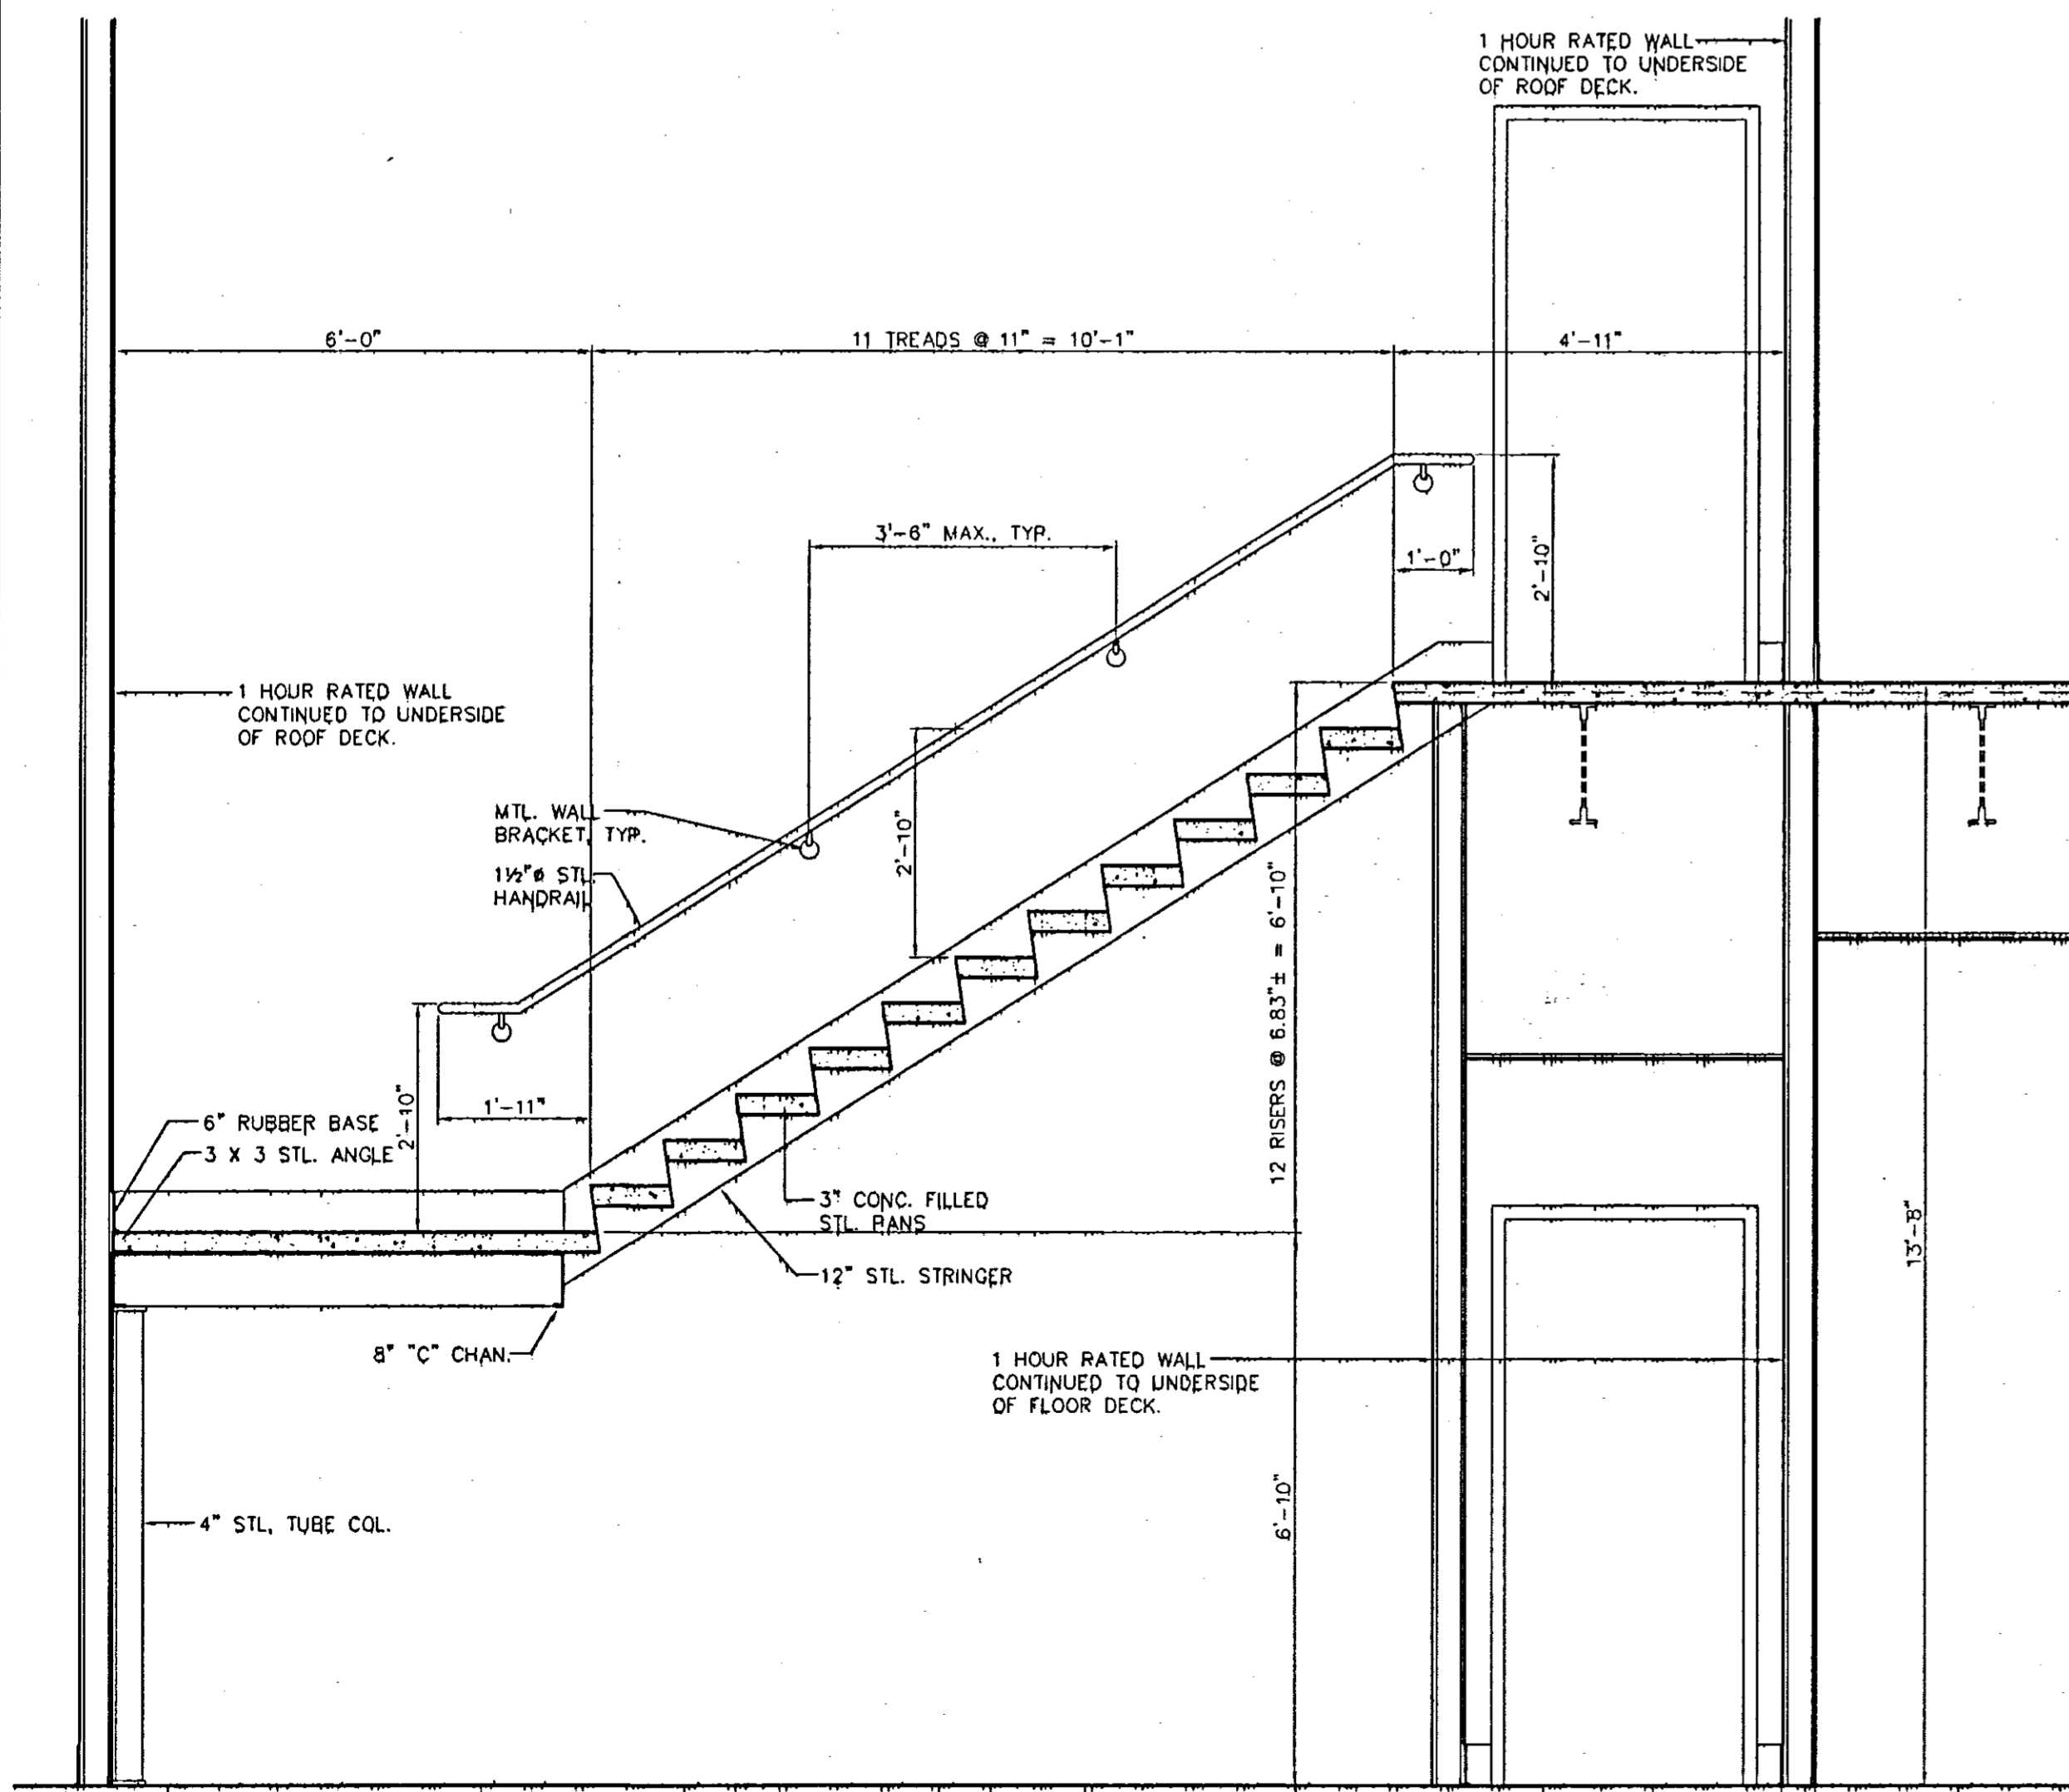 1 HOUR RATED WALL
CONTINUED TO UNDERSIDE
OF ROOF DECK.
6'-0"
11 TREADS @ 11" = 10'-1"
4'-11"
3'-6" MAX., TYP.
1'-0"
2'-10"
1 HOUR RATED WALL
CONTINUED TO UNDERSIDE
OF ROOF DECK.
MTL. WALL
BRACKET, TYP.
1½"ø STL.
HANDRAIL
2'-10"
12 RISERS @ 6.83"± = 6'-10"
2'-10"
1'-11"
6" RUBBER BASE
3 X 3 STL. ANGLE
3" CONC. FILLED
STL. PANS
12" STL. STRINGER
13'-8"
8" "C" CHAN.
1 HOUR RATED WALL
CONTINUED TO UNDERSIDE
OF FLOOR DECK.
6'-10"
4" STL. TUBE COL.